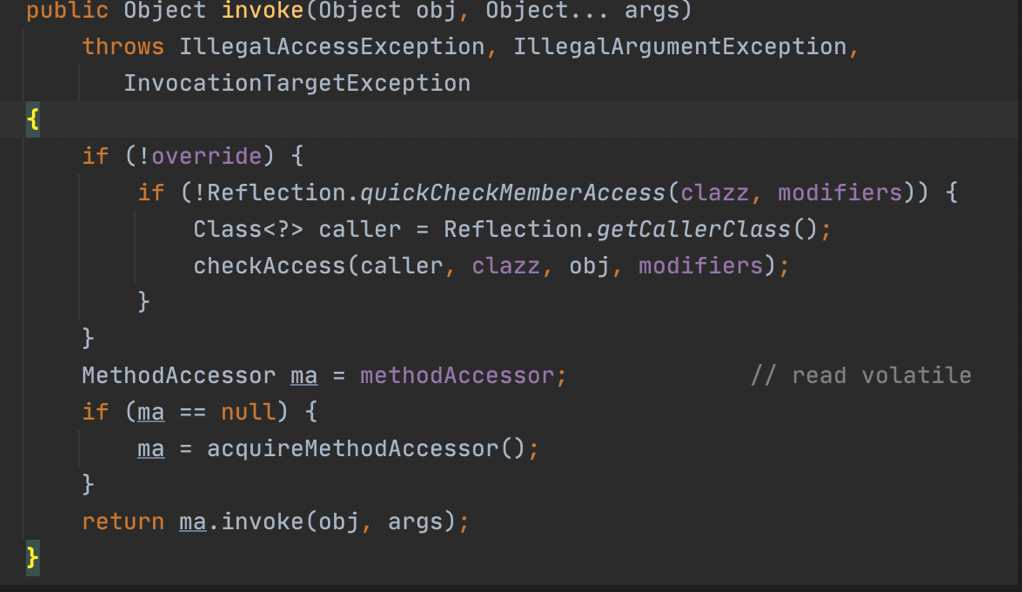 public Object invoke(Object obj, Object... args)
    throws IllegalAccessException, IllegalArgumentException,
       InvocationTargetException
{
    if (!override) {
        if (!Reflection.quickCheckMemberAccess(clazz, modifiers)) {
            Class<?> caller = Reflection.getCallerClass();
            checkAccess(caller, clazz, obj, modifiers);
        }
    }
    MethodAccessor ma = methodAccessor;             // read volatile
    if (ma == null) {
        ma = acquireMethodAccessor();
    }
    return ma.invoke(obj, args);
}